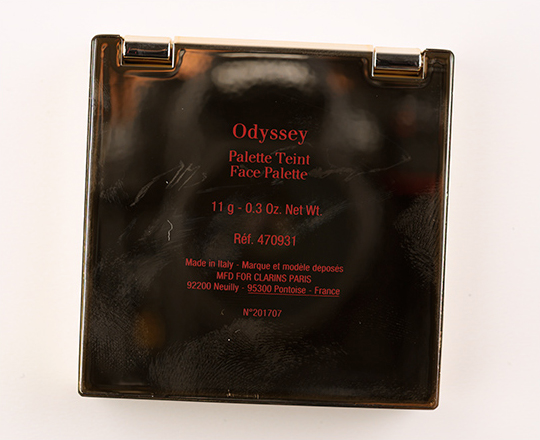 Odyssey
Palette Teint
Face Palette
11 g - 0.3 Oz. Net Wt.
Réf. 470931
Made in Italy - Marque et modèle déposés
MFD FOR CLARINS PARIS
92200 Neuilly - 95300 Pontoise - France
N°201707